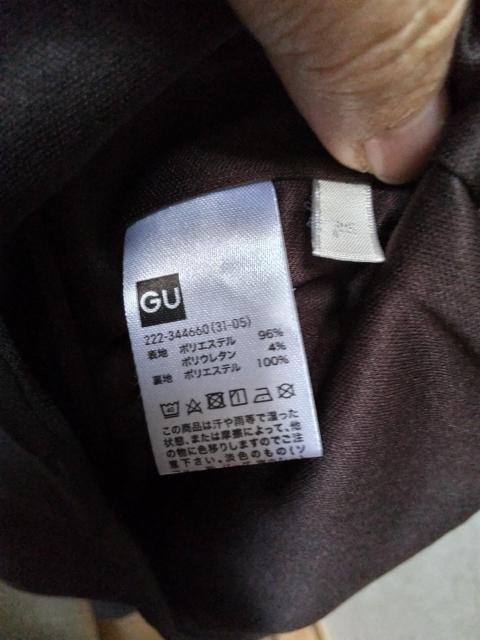 GU
222-344660(31-05)
表地 ポリエステル 96%
ポリウレタン 4%
裏地 ポリエステル 100%
この商品は汗や雨等で湿った
状態、または摩擦によって、他
の物に色移りしますのでご注
意下さい。淡色のもの(ソ